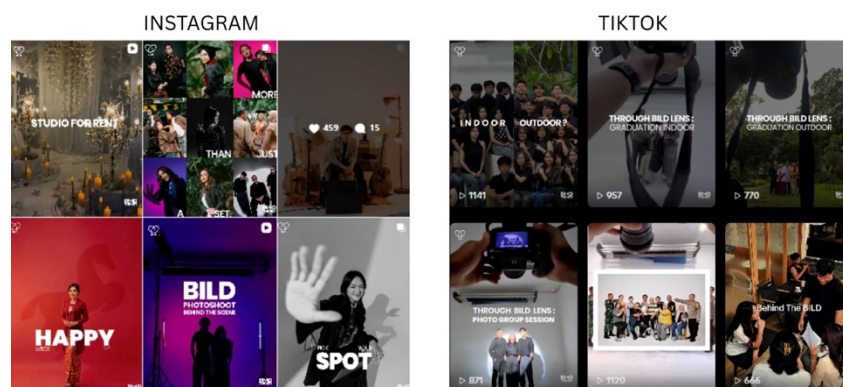 INSTAGRAM
TIKTOK
STUDIO FOR RENT
MORE
THAN
JUST
A
SET
459
15
HAPPY
BILD
PHOTOSHOOT
BEHIND THE SCENE
PICK
YOUR
SPOT
INDOOR
OUTDOOR?
1141
THROUGH BILD LENS :
GRADUATION INDOOR
957
THROUGH BILD LENS :
GRADUATION OUTDOOR
770
THROUGH BILD LENS :
PHOTO GROUP SESSION
871
1120
Behind The BILD
666